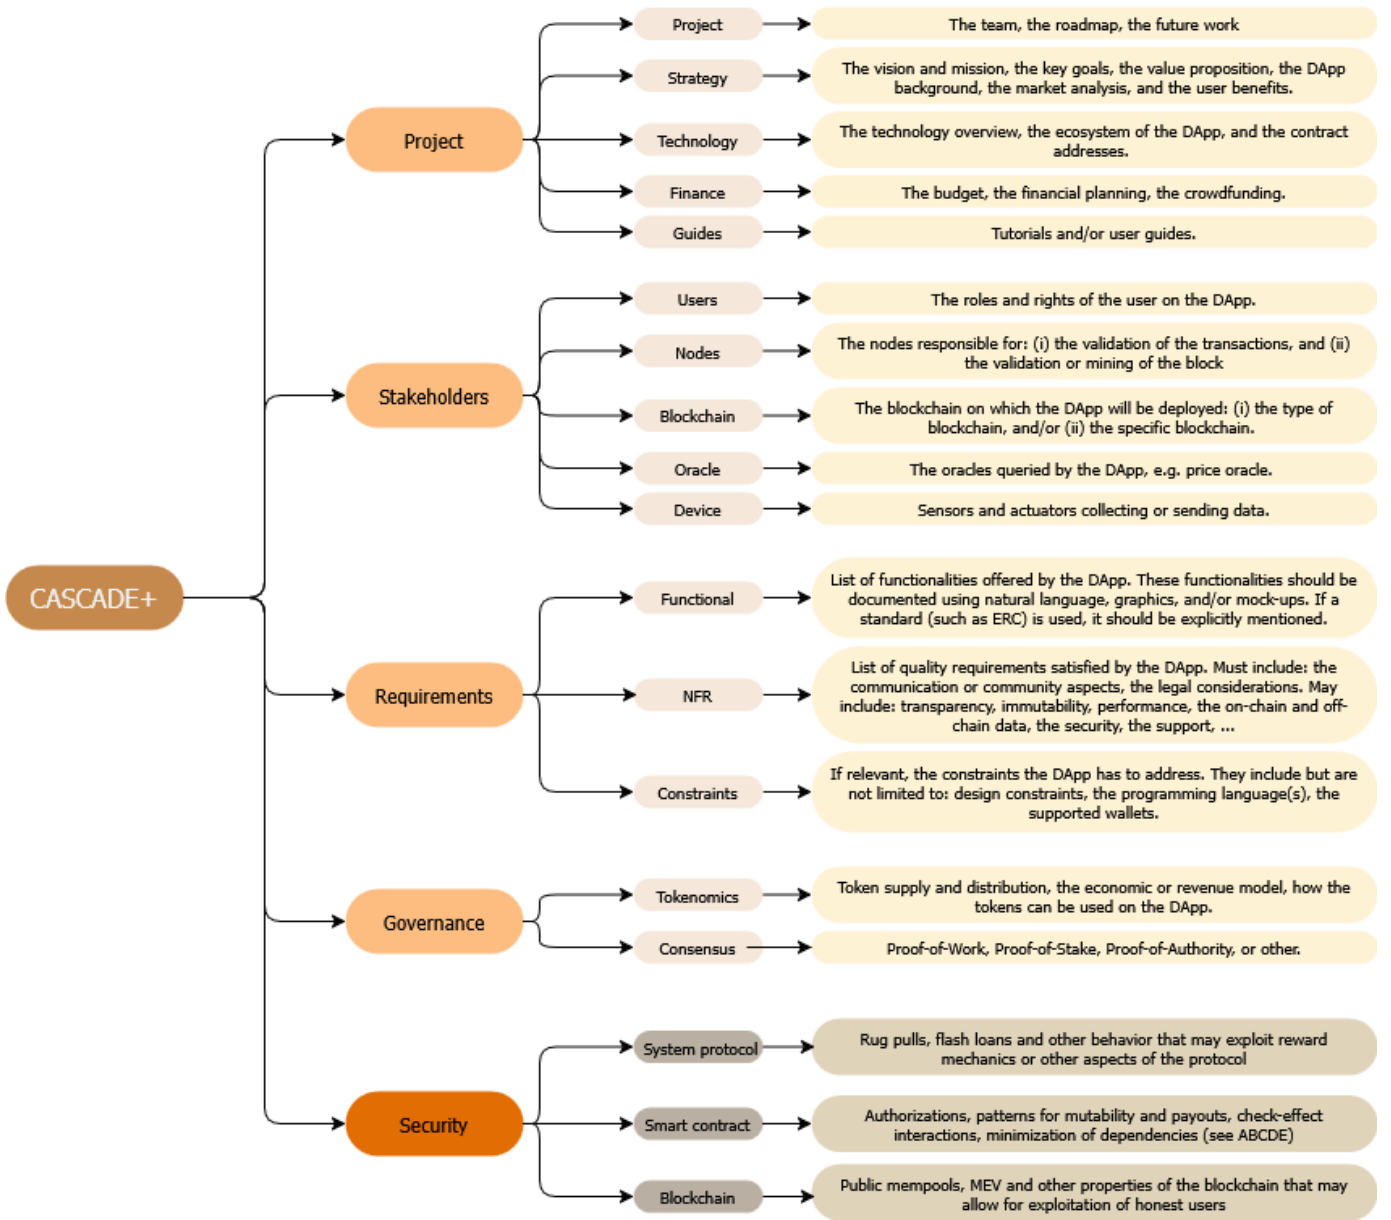 CASCADE+
Project
Project
The team, the roadmap, the future work
Strategy
The vision and mission, the key goals, the value proposition, the DApp
background, the market analysis, and the user benefits.
Technology
The technology overview, the ecosystem of the DApp, and the contract
addresses.
Finance
The budget, the financial planning, the crowdfunding.
Guides
Tutorials and/or user guides.
Stakeholders
Users
The roles and rights of the user on the DApp.
Nodes
The nodes responsible for: (i) the validation of the transactions, and (ii)
the validation or mining of the block
Blockchain
The blockchain on which the DApp will be deployed: (i) the type of
blockchain, and/or (ii) the specific blockchain.
Oracle
The oracles queried by the DApp, e.g. price oracle.
Device
Sensors and actuators collecting or sending data.
Requirements
Functional
List of functionalities offered by the DApp. These functionalities should be
documented using natural language, graphics, and/or mock-ups. If a
standard (such as ERC) is used, it should be explicitly mentioned.
NFR
List of quality requirements satisfied by the DApp. Must include: the
communication or community aspects, the legal considerations. May
include: transparency, immutability, performance, the on-chain and off-
chain data, the security, the support, ...
Constraints
If relevant, the constraints the DApp has to address. They include but are
not limited to: design constraints, the programming language(s), the
supported wallets.
Governance
Tokenomics
Token supply and distribution, the economic or revenue model, how the
tokens can be used on the DApp.
Consensus
Proof-of-Work, Proof-of-Stake, Proof-of-Authority, or other.
Security
System protocol
Rug pulls, flash loans and other behavior that may exploit reward
mechanics or other aspects of the protocol
Smart contract
Authorizations, patterns for mutability and payouts, check-effect
interactions, minimization of dependencies (see ABCDE)
Blockchain
Public mempools, MEV and other properties of the blockchain that may
allow for exploitation of honest users